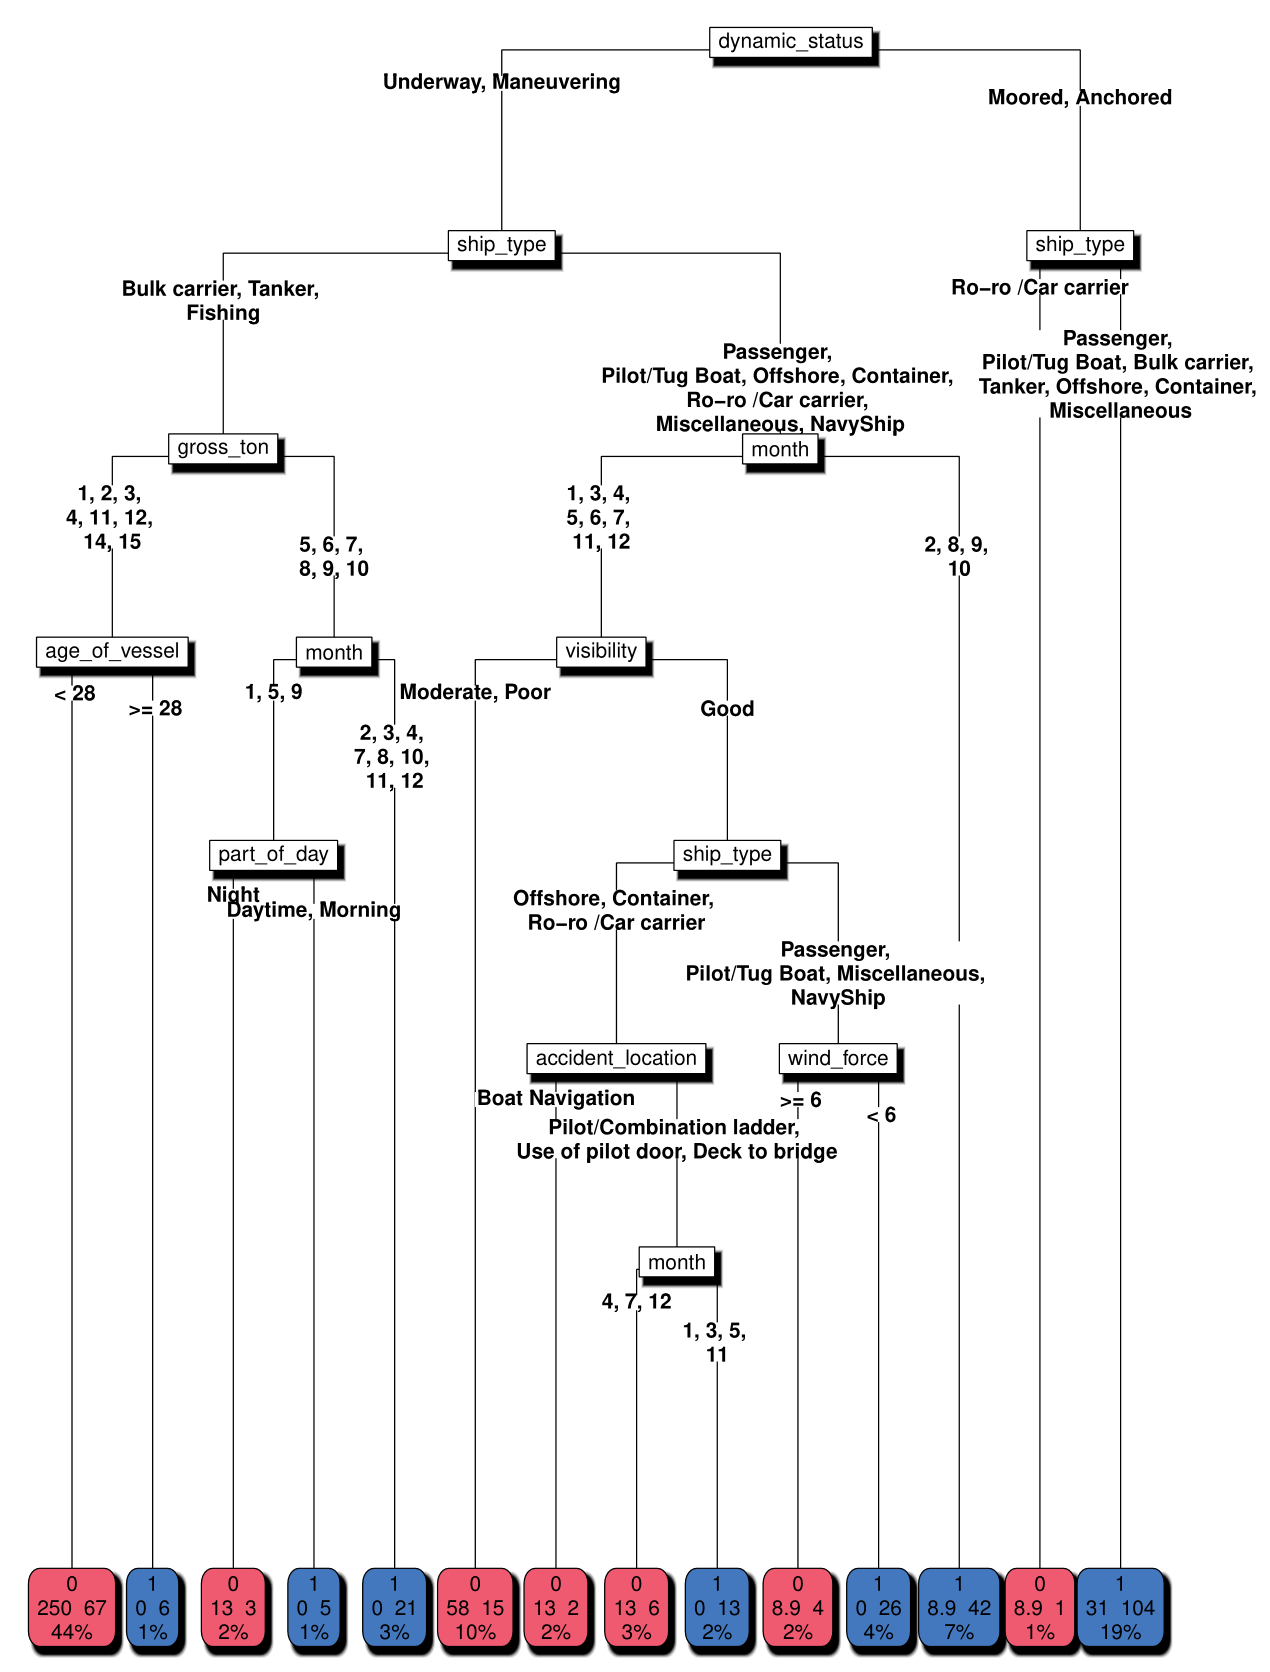 dynamic_status
Underway, Maneuvering
Moored, Anchored
ship_type
ship_type
Bulk carrier, Tanker,
Fishing
Ro−ro /Car carrier
Passenger,
Pilot/Tug Boat, Offshore, Container,
Ro−ro /Car carrier,
Miscellaneous, NavyShip
Passenger,
Pilot/Tug Boat, Bulk carrier,
Tanker, Offshore, Container,
Miscellaneous
gross_ton
month
1, 2, 3,
4, 11, 12,
14, 15
5, 6, 7,
8, 9, 10
1, 3, 4,
5, 6, 7,
11, 12
2, 8, 9,
10
age_of_vessel
month
visibility
< 28
>= 28
1, 5, 9
2, 3, 4,
7, 8, 10,
11, 12
Moderate, Poor
Good
part_of_day
ship_type
Night
Daytime, Morning
Offshore, Container,
Ro−ro /Car carrier
Passenger,
Pilot/Tug Boat, Miscellaneous,
NavyShip
accident_location
wind_force
Boat Navigation
Pilot/Combination ladder,
Use of pilot door, Deck to bridge
>= 6
< 6
month
4, 7, 12
1, 3, 5,
11
0
250 67
44%
1
0 6
1%
0
13 3
2%
1
0 5
1%
1
0 21
3%
0
58 15
10%
0
13 2
2%
0
13 6
3%
1
0 13
2%
0
8.9 4
2%
1
0 26
4%
1
8.9 42
7%
0
8.9 1
1%
1
31 104
19%